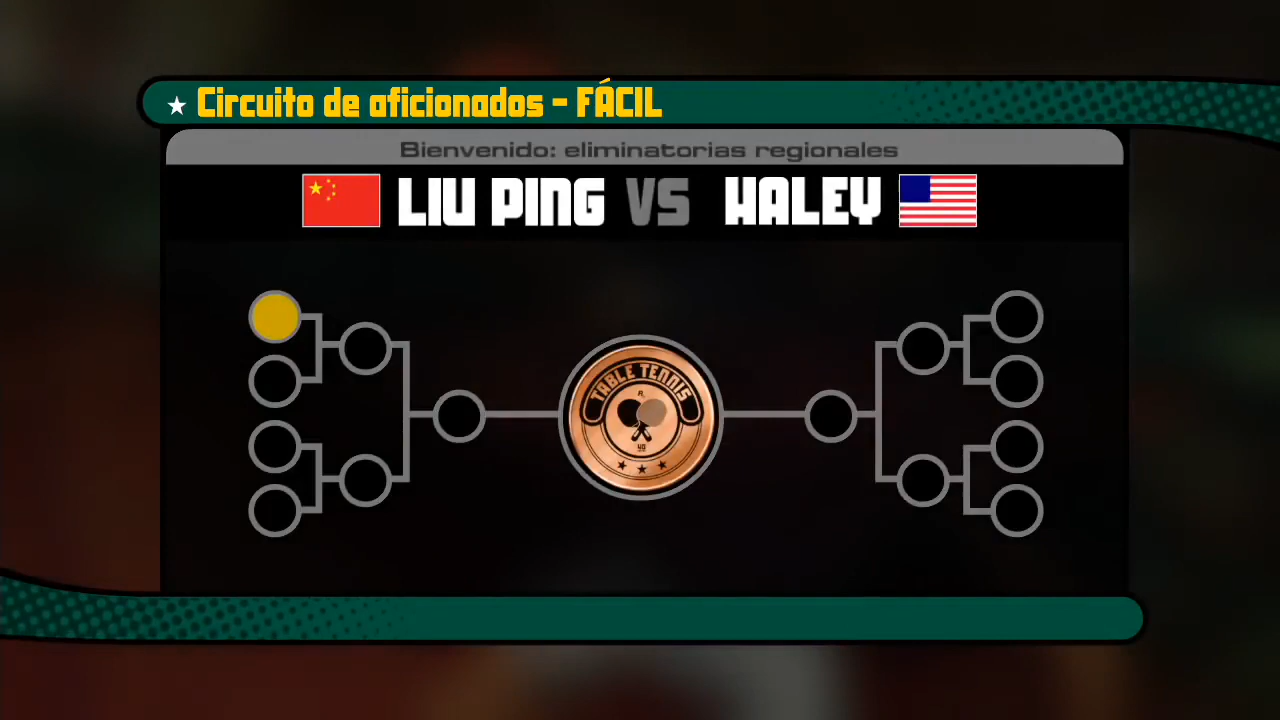 Circuito de aficionados - FÁCIL
Bienvenido: eliminatorias regionales
LIU PING VS HALEY
TABLE TENNIS